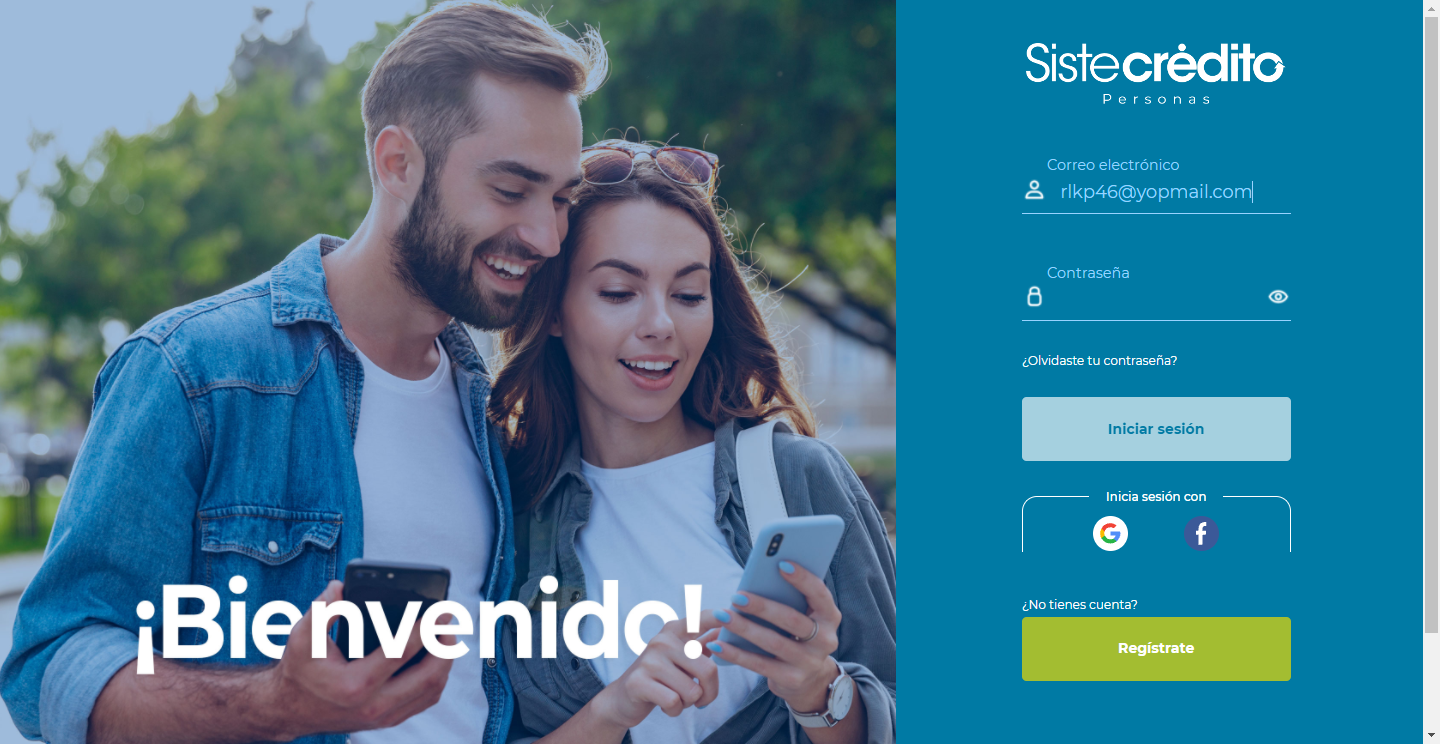 ¡Bienvenido!
Sistecrédito
Personas
Correo electrónico
rlkp46@yopmail.com
Contraseña
¿Olvidaste tu contraseña?
Iniciar sesión
Inicia sesión con
¿No tienes cuenta?
Regístrate